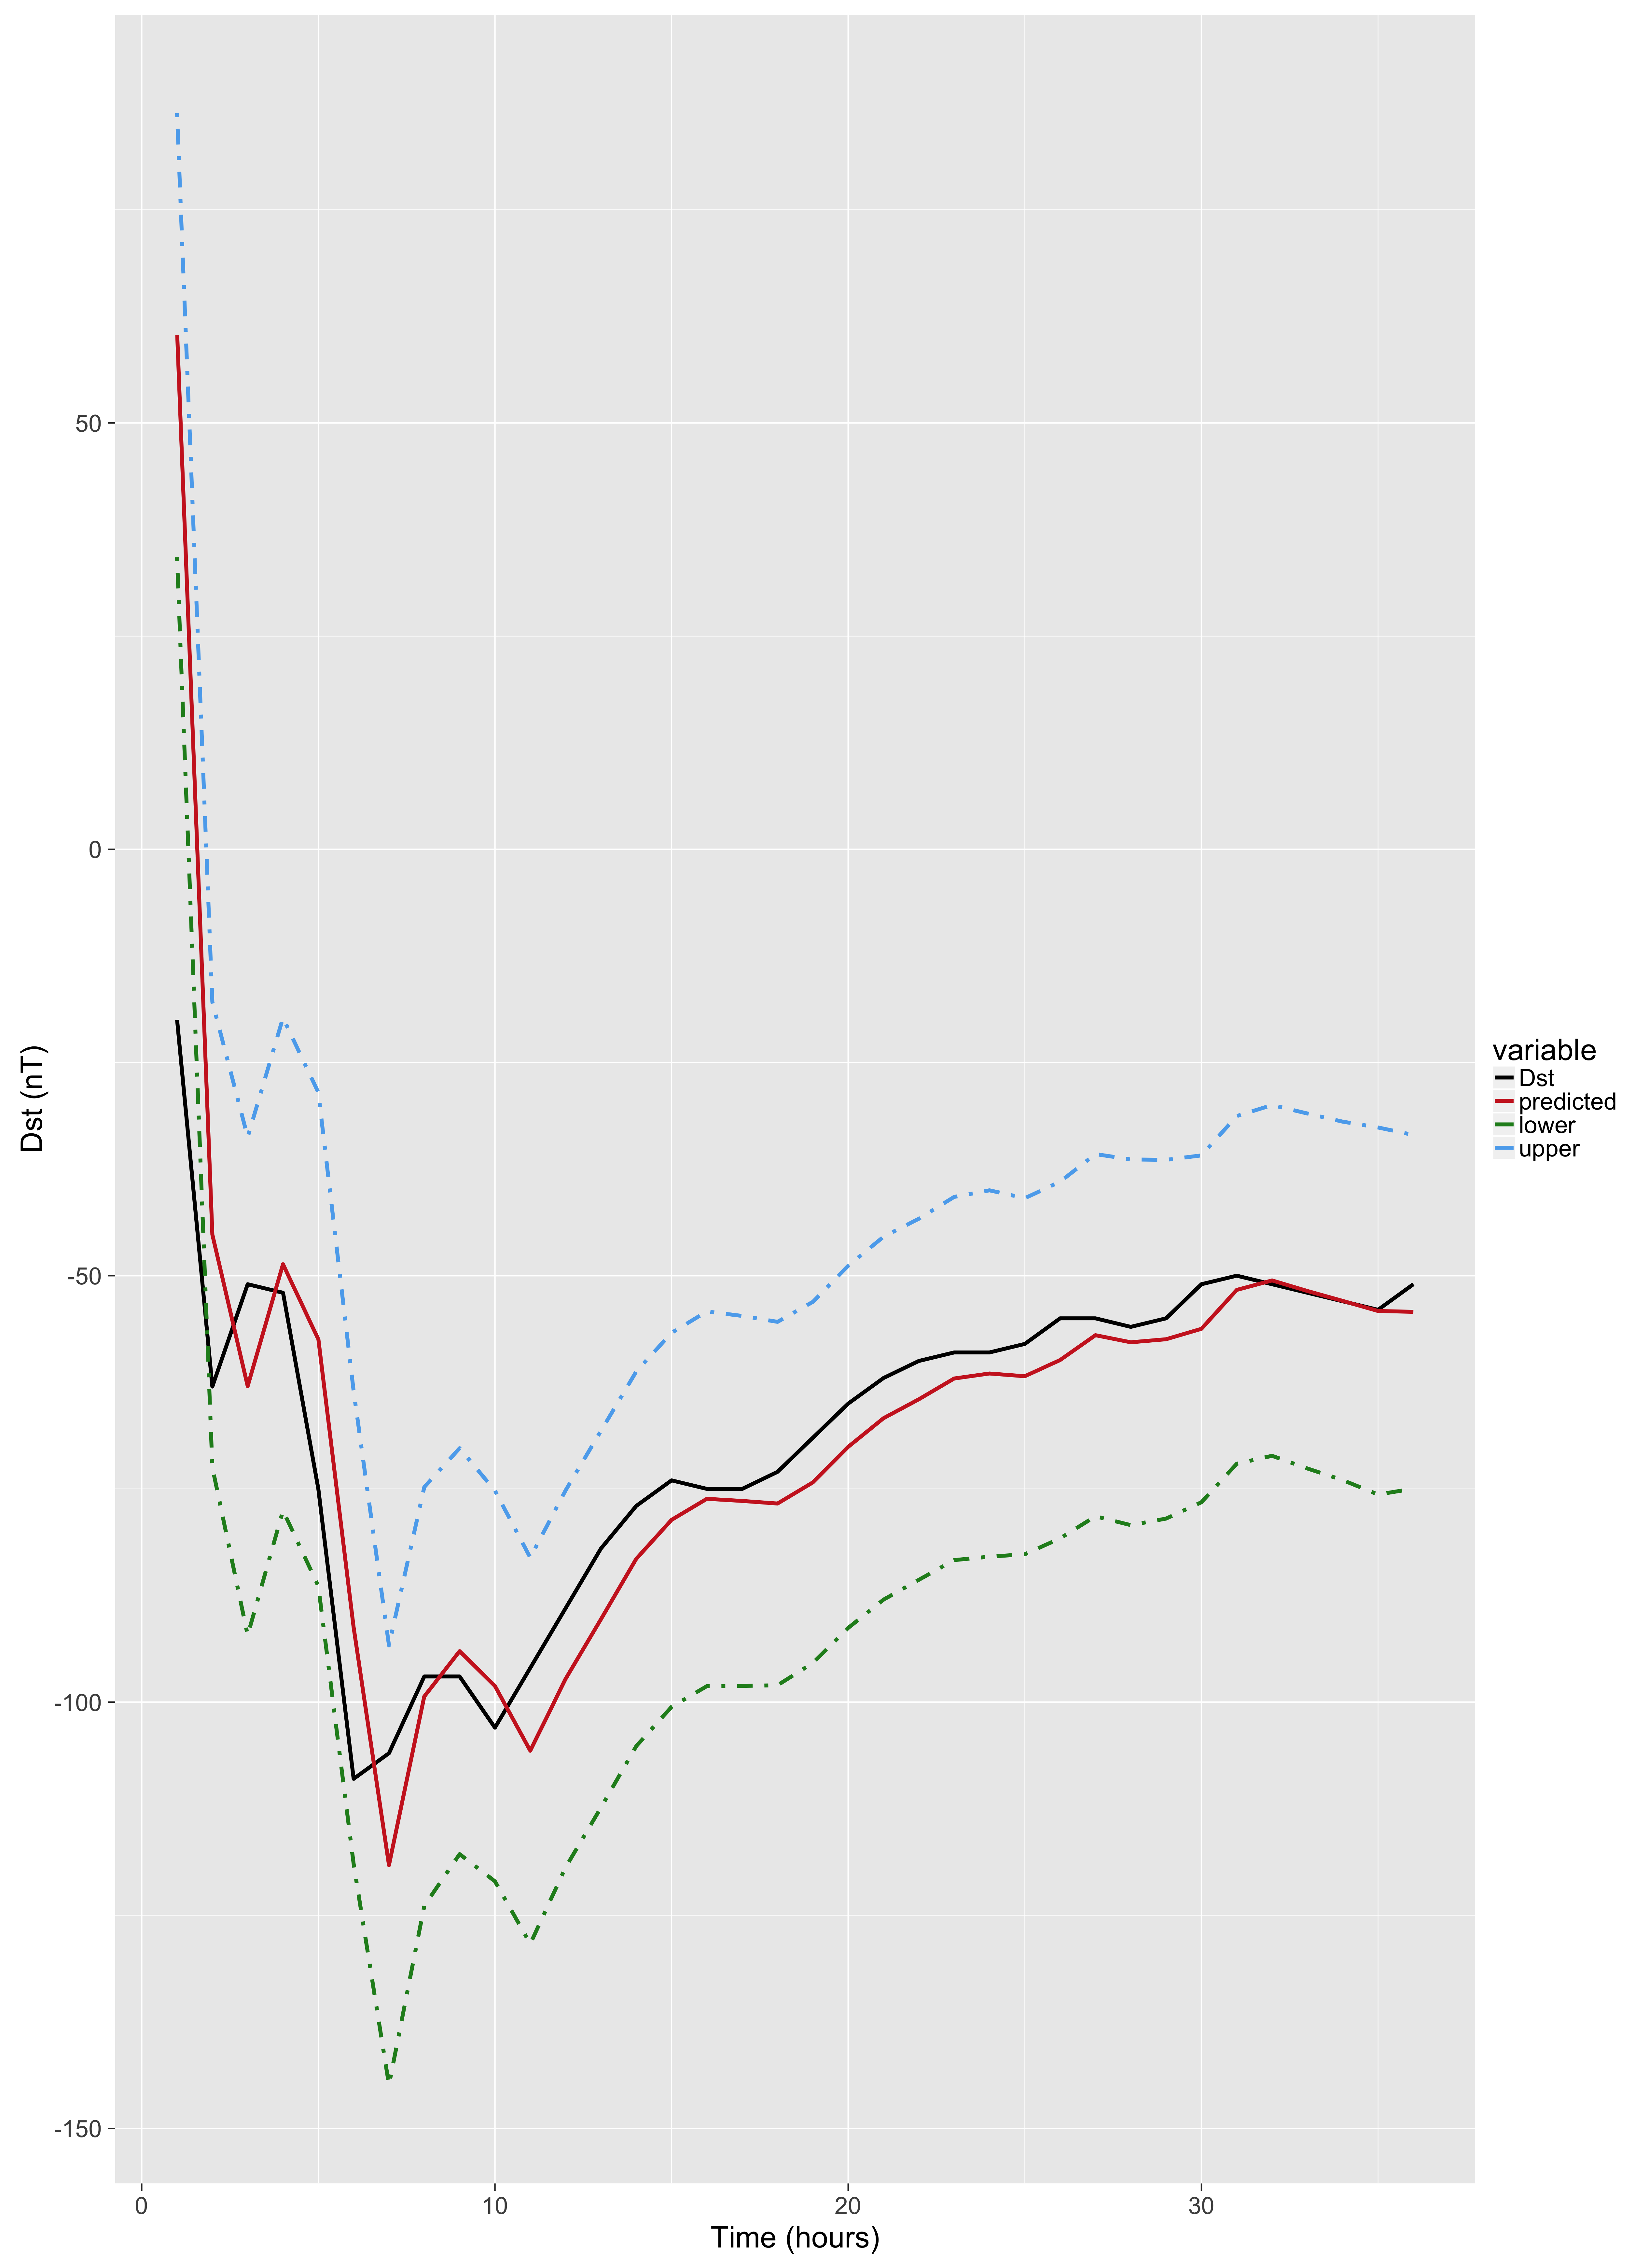 Dst (nT)
50
0
-50
-100
-150
0
10
20
30
Time (hours)
variable
Dst
predicted
lower
upper